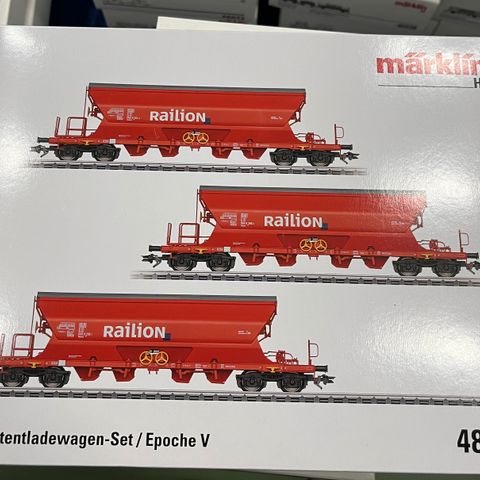 märklin
H
RaiLioN
RaiLioN
RaiLioN
tentladewagen-Set / Epoche V
48